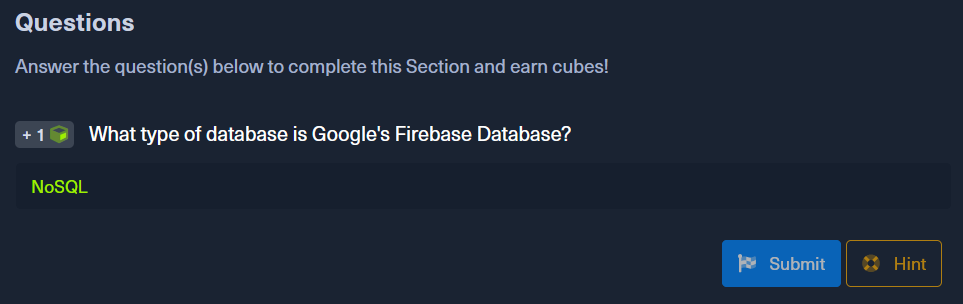 Questions
Answer the question(s) below to complete this Section and earn cubes!
+ 1 What type of database is Google's Firebase Database?
NoSQL
Submit Hint